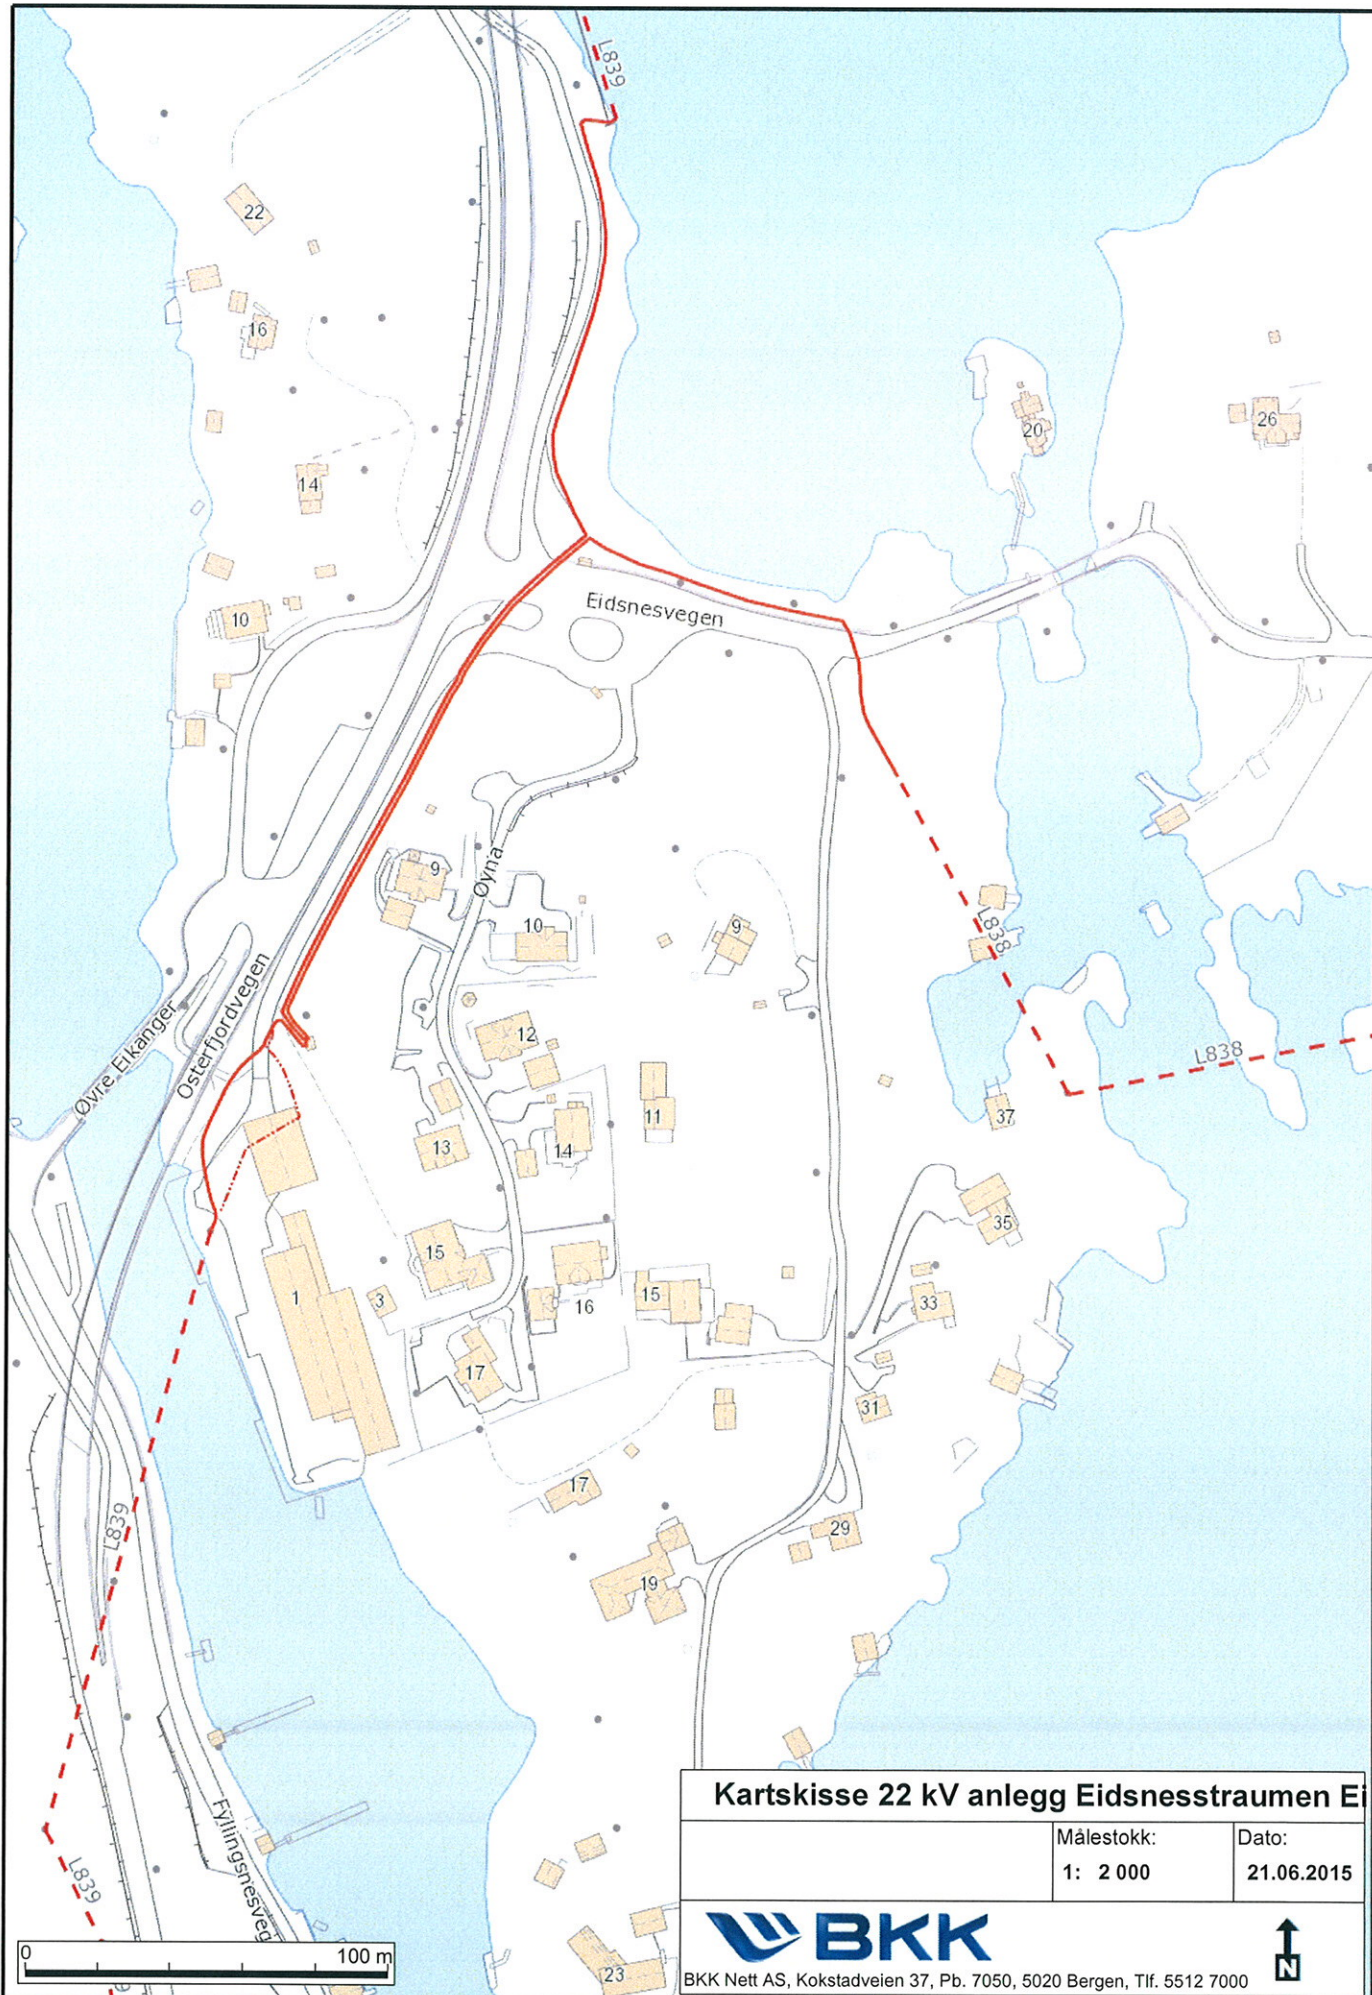 L839
22
16
20
26
14
10
Eidsnesvegen
9
Øyna
10
9
L838
Osterfjordvegen
Øvre Eikanger
12
L838
11
37
13
14
35
15
1
3
16
15
33
17
31
17
L839
29
19
Fyllingsnesveg
L839
23
Kartskisse 22 kV anlegg Eidsnesstraumen Ei
Målestokk:
1: 2 000
Dato:
21.06.2015
BKK
BKK Nett AS, Kokstadveien 37, Pb. 7050, 5020 Bergen, Tlf. 5512 7000
N
0
100 m